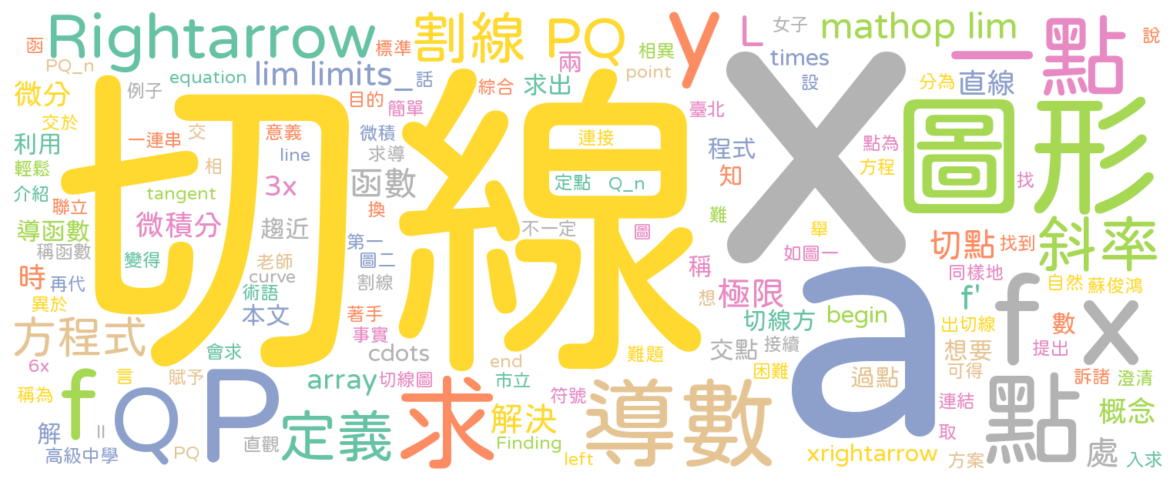 函
Rightarrow
標準
割線 PQ
y
L
女子
mathop lim
一點
說
PQ_n
equation
lim limits_
話
兩
相異
point
times
設
分為
直線
微分
例子
目的
簡單
綜合
求出
臺北
X
圖形
交於
一連串
交
意義
微積
連接
程式
點為
利用
切線
line
求導
方程
輕鬆
相
3x
函數
定點
Q_n
知
找
介紹
tangent
換
難
舉
聯立
微積分
趨近
不一定
圖
斜率
導函數
第一
如圖一
切點
找到
稱函數
變得
老師
圖二
稱
同樣地
時
再代
curve
割線
想
極限
a
f'
自然
蘇俊鴻
異於
術語
本文
著手
切線方
begin
出切線
數
f
x
方程式
會求
事實
cdots
難題
交點
接續
想要
提出
6x
end
困難
過點
可得
訴諸
澄清
稱為
f
言
賦予
array
切線圖
市立
符號
導數
連結
點
概念
QP
定義
求
解決
解
||
高級中學
PQ
直觀
Finding
left
xrightarrow
取
方案
處
入求